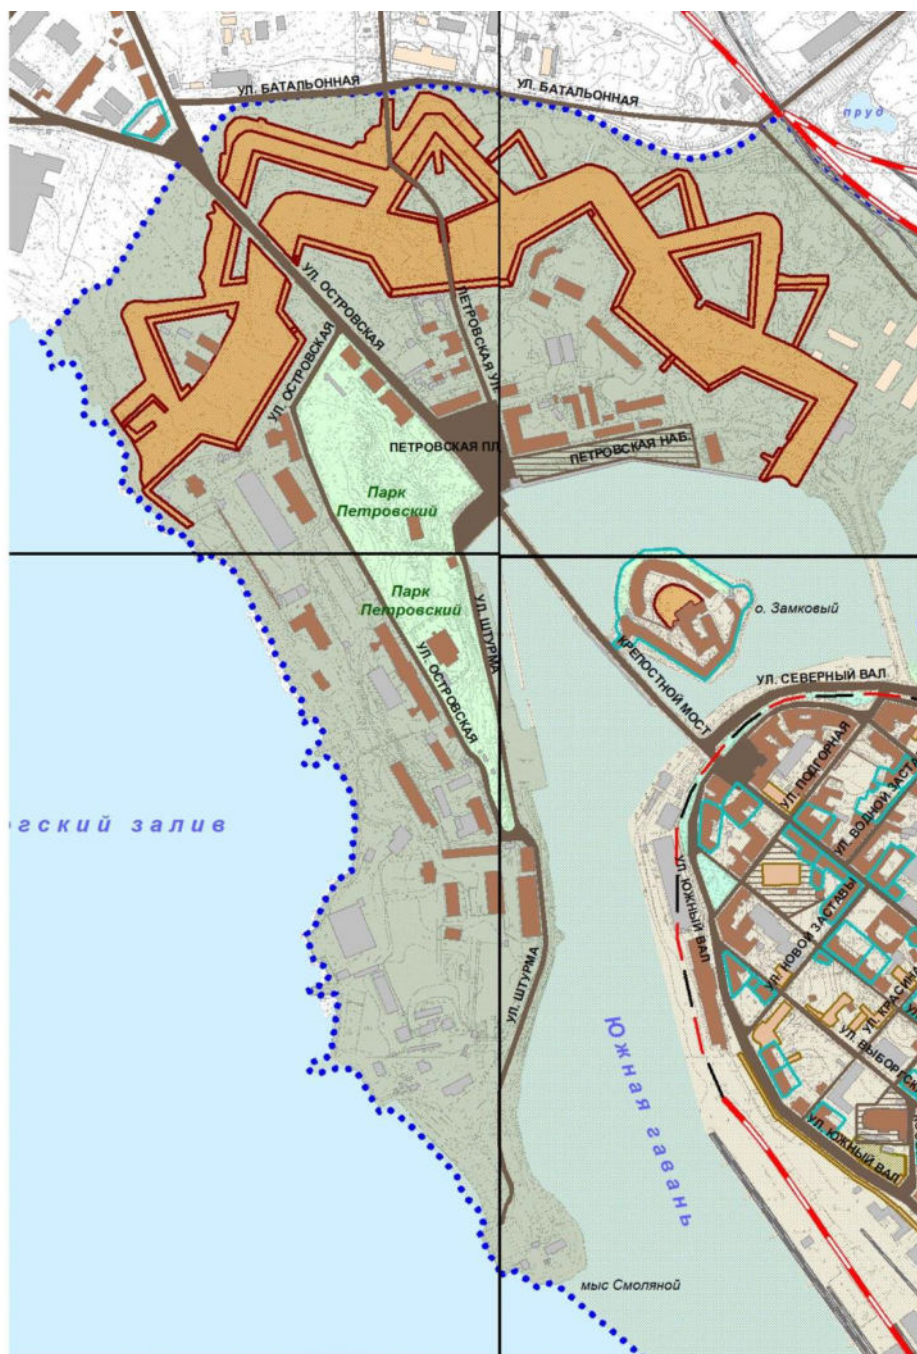 УЛ. БАТАЛЬОННАЯ
УЛ. БАТАЛЬОННАЯ
пруд
УЛ. ОСТРОВСКАЯ
ПЕТРОВСКАЯ УЛ.
УЛ. ОСТРОВСКАЯ
ПЕТРОВСКАЯ ПЛ
ПЕТРОВСКАЯ НАБ.
Парк
Петровский
Парк
Петровский
УЛ. ШТУРМА
о. Замковый
УЛ. ОСТРОВСКАЯ
КРЕПОСТНОЙ МОСТ
УЛ. СЕВЕРНЫЙ ВАЛ
УЛ. ПОДГОРНАЯ
УЛ. ВОДНОЙ ЗАСТАВ
гский залив
УЛ. ЮЖНЫЙ ВАЛ
УЛ. НОВОЙ ЗАСТАВЫ
УЛ. КРАСИНА
УЛ. ШТУРМА
УЛ. ВЫБОРГСК
Южная гавань
УЛ. ЮЖНЫЙ ВАЛ
мыс Смоляной